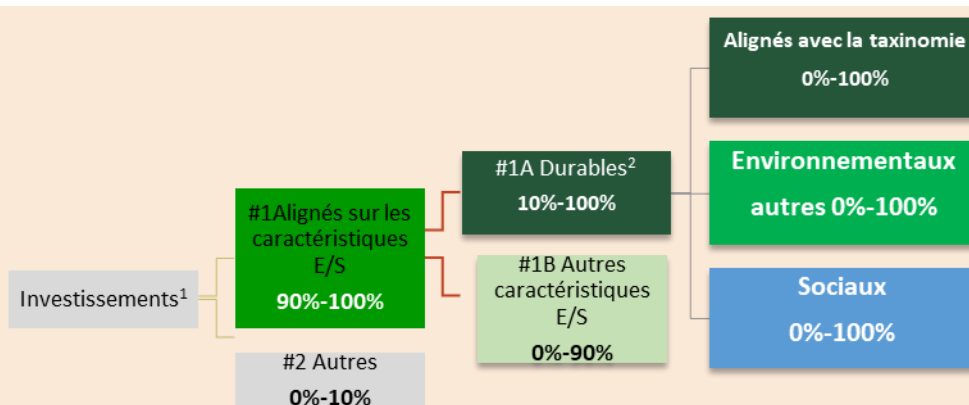 Investissements¹
#1Alignés sur les
caractéristiques
E/S
90%-100%
#2 Autres
0%-10%
#1A Durables²
10%-100%
#1B Autres
caractéristiques
E/S
0%-90%
Alignés avec la taxinomie
0%-100%
Environnementaux
autres 0%-100%
Sociaux
0%-100%